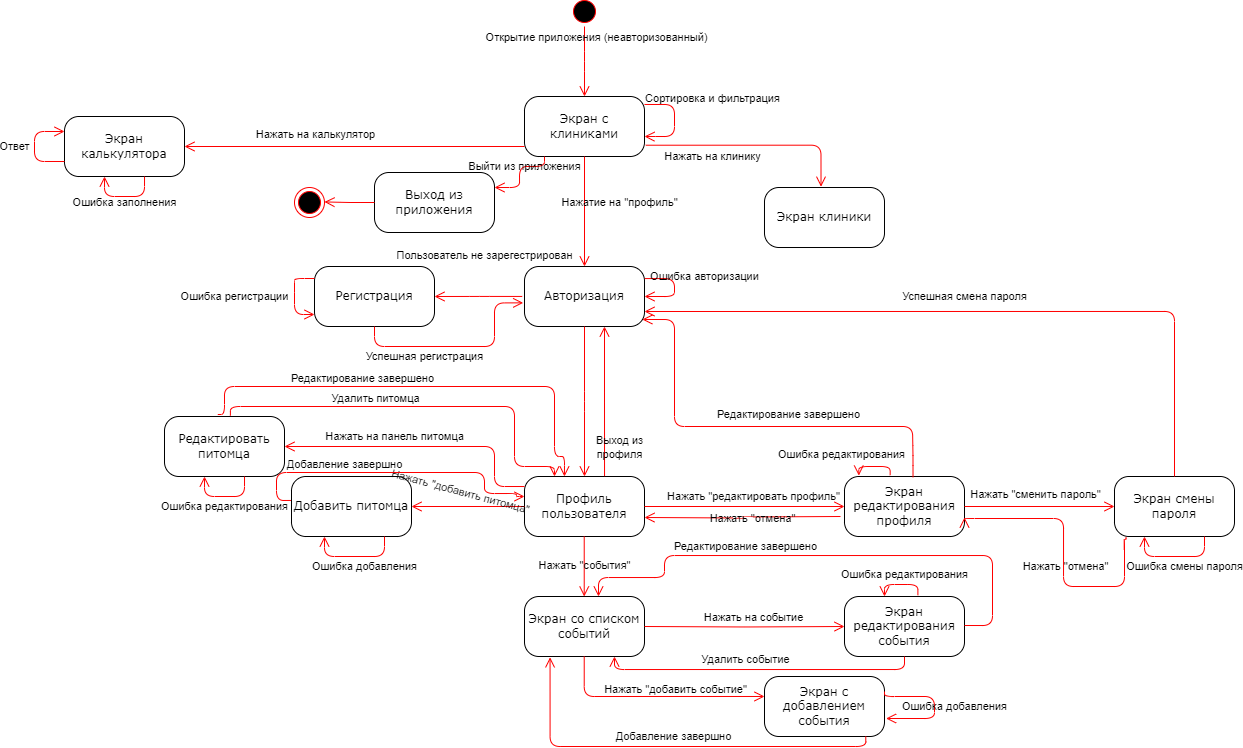 Открытие приложения (неавторизованный)
Экран с
клиниками
Сортировка и фильтрация
Экран
калькулятора
Ответ
Ошибка заполнения
Нажать на калькулятор
Нажать на клинику
Выйти из приложения
Выход из
приложения
Нажатие на "профиль"
Экран клиники
Пользователь не зарегестрирован
Регистрация
Ошибка регистрации
Успешная регистрация
Авторизация
Ошибка авторизации
Успешная смена пароля
Редактирование завершено
Удалить питомца
Редактировать
питомца
Нажать на панель питомца
Ошибка редактирования
Добавление завершно
Нажать "добавить питомца"
Добавить питомца
Ошибка добавления
Выход из
профиля
Профиль
пользователя
Редактирование завершено
Ошибка редактирования
Нажать "редактировать профиль"
Нажать "отмена"
Экран
редактирования
профиля
Нажать "сменить пароль"
Экран смены
пароля
Нажать "отмена"
Ошибка смены пароля
Нажать "события"
Редактирование завершено
Экран со списком
событий
Нажать на событие
Ошибка редактирования
Экран
редактирования
события
Удалить событие
Нажать "добавить событие"
Экран с
добавлением
события
Ошибка добавления
Добавление завершно